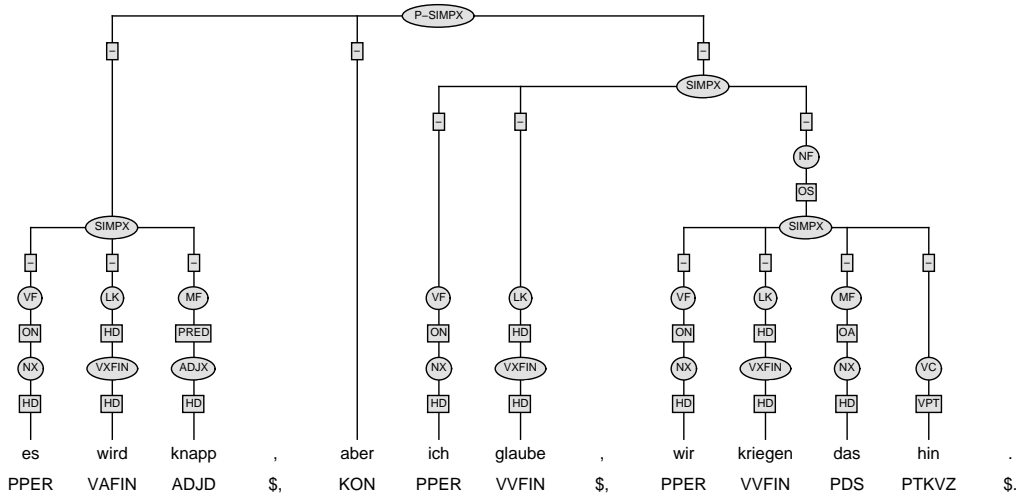 P–SIMPX
– – –
SIMPX
– – –
NF
OS
SIMPX SIMPX
– – – – – – –
VF LK MF VF LK VF LK MF
ON HD PRED ON HD ON HD OA
NX VXFIN ADJX NX VXFIN NX VXFIN NX VC
HD HD HD HD HD HD HD HD VPT
es wird knapp , aber ich glaube , wir kriegen das hin .
PPER VAFIN ADJD $, KON PPER VVFIN $, PPER VVFIN PDS PTKVZ $.